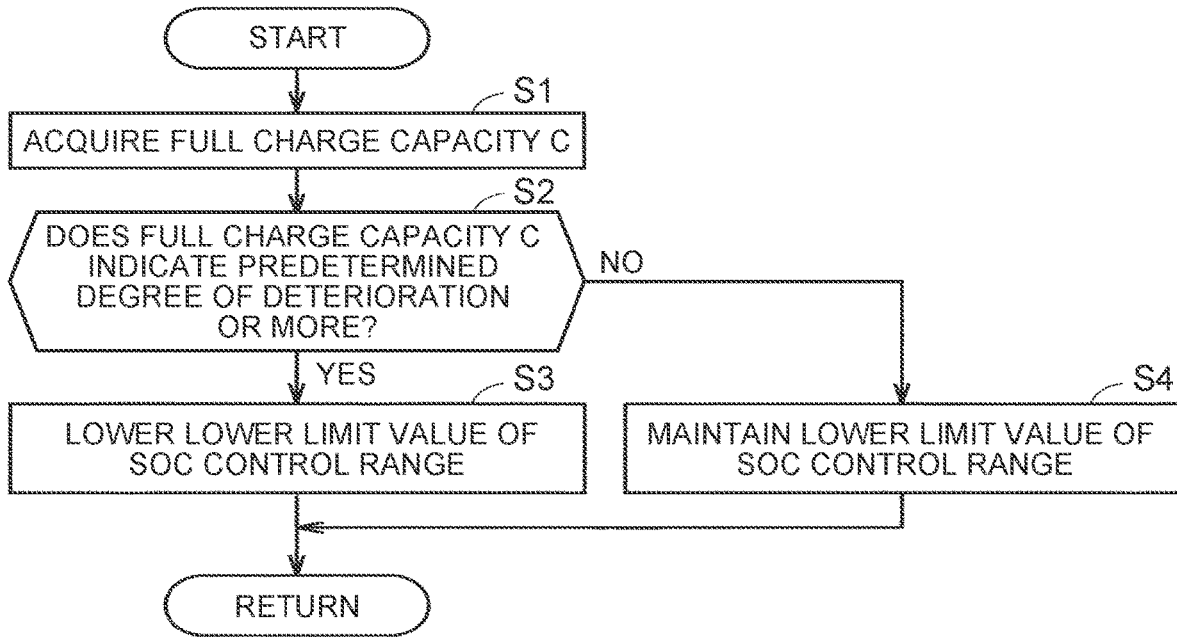 START
S1
ACQUIRE FULL CHARGE CAPACITY C
S2
DOES FULL CHARGE CAPACITY C
INDICATE PREDETERMINED
DEGREE OF DETERIORATION
OR MORE?
NO
YES
S3
LOWER LOWER LIMIT VALUE OF
SOC CONTROL RANGE
S4
MAINTAIN LOWER LIMIT VALUE OF
SOC CONTROL RANGE
RETURN